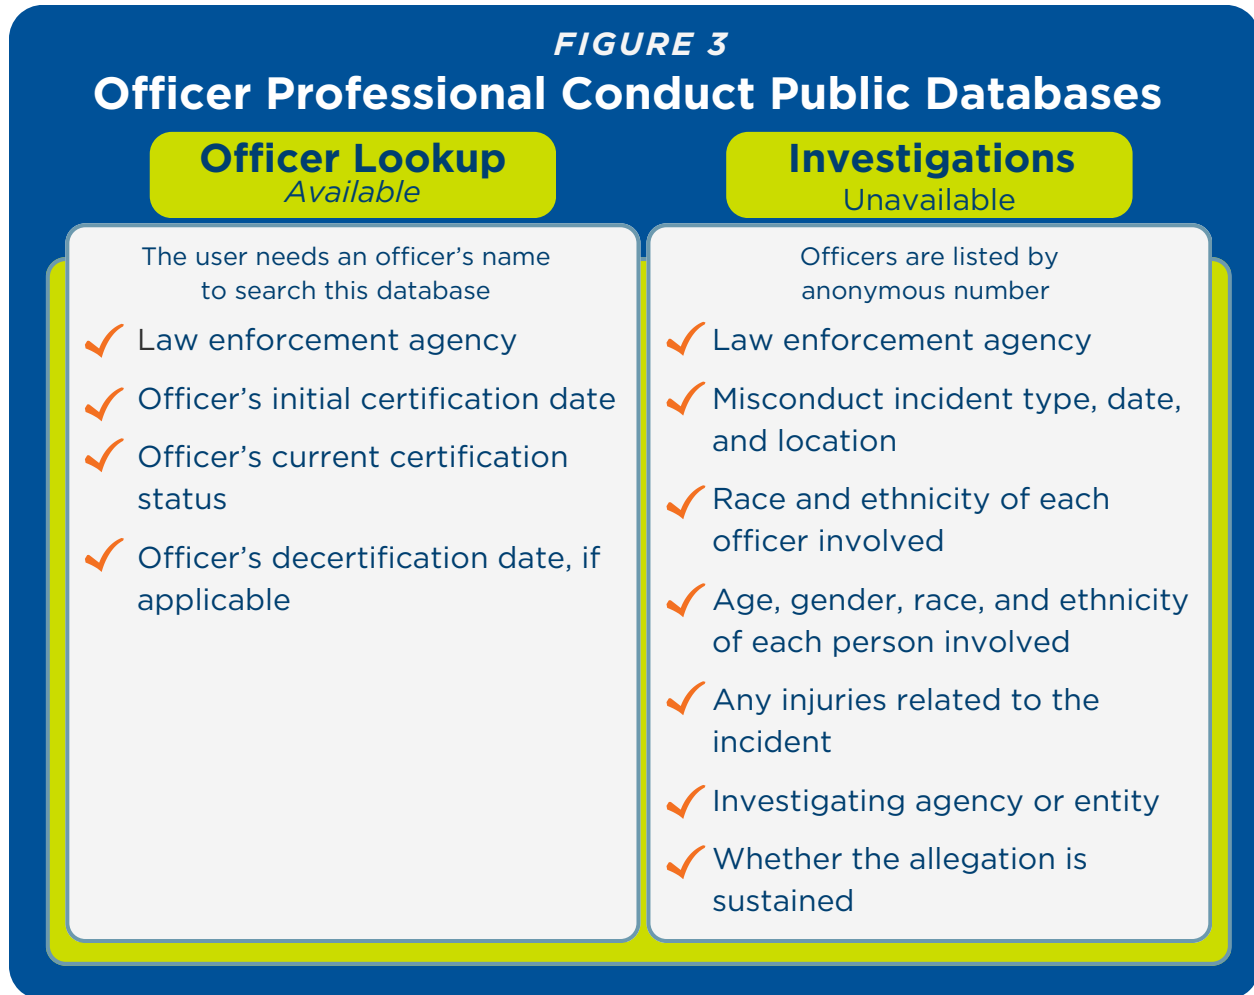 FIGURE 3
Officer Professional Conduct Public Databases
Officer Lookup
Available
The user needs an officer’s name
to search this database
Law enforcement agency
Officer’s initial certification date
Officer’s current certification
status
Officer’s decertification date, if
applicable
Investigations
Unavailable
Officers are listed by
anonymous number
Law enforcement agency
Misconduct incident type, date,
and location
Race and ethnicity of each
officer involved
Age, gender, race, and ethnicity
of each person involved
Any injuries related to the
incident
Investigating agency or entity
Whether the allegation is
sustained